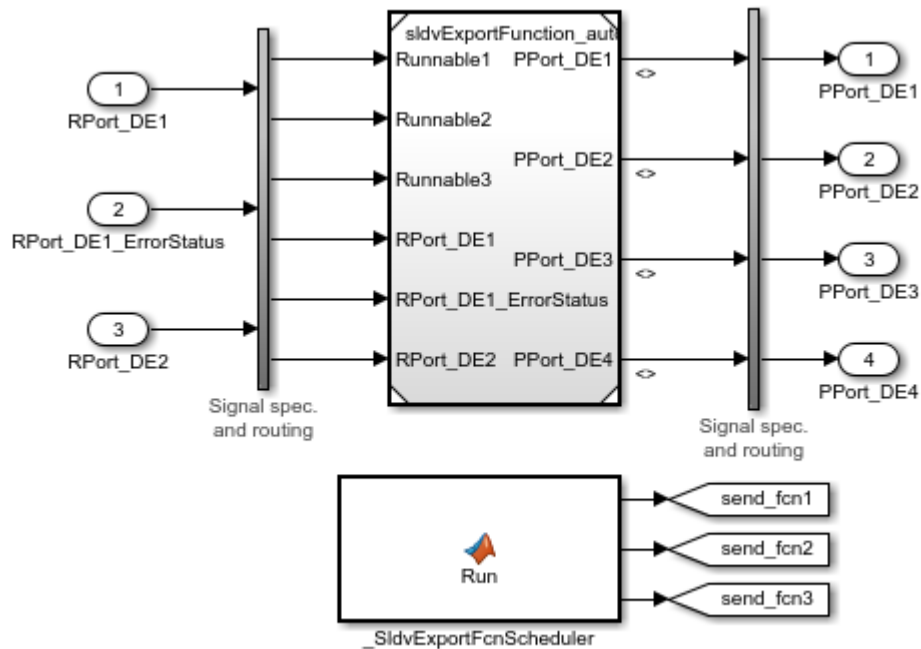 sldvExportFunction_auto
1
RPort_DE1
2
RPort_DE1_ErrorStatus
3
RPort_DE2
Signal spec.
and routing
Runnable1
Runnable2
Runnable3
RPort_DE1
RPort_DE1_ErrorStatus
RPort_DE2
PPort_DE1
PPort_DE2
PPort_DE3
PPort_DE4
<>
<>
<>
<>
Signal spec.
and routing
1
PPort_DE1
2
PPort_DE2
3
PPort_DE3
4
PPort_DE4
Run
_SldvExportFcnScheduler
send_fcn1
send_fcn2
send_fcn3